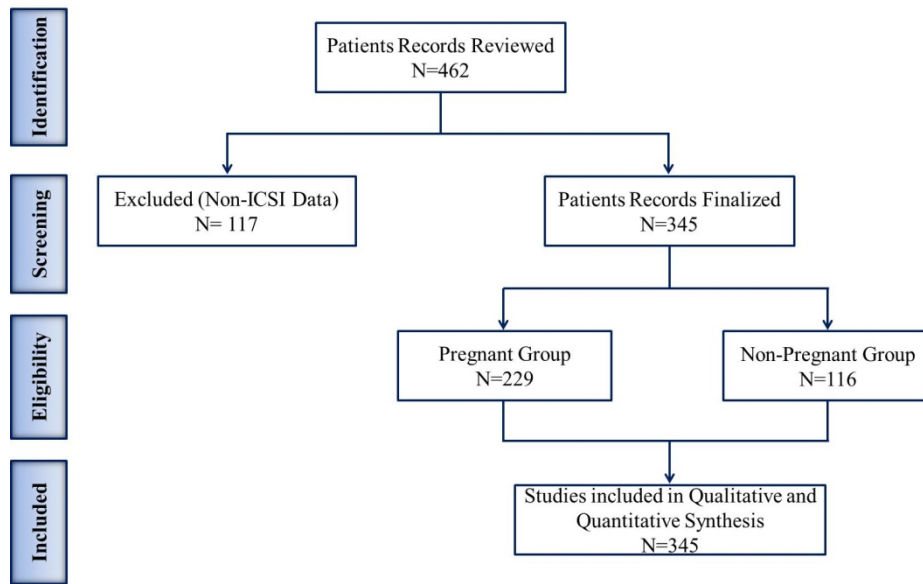 Identification
Patients Records Reviewed
N=462
Screening
Excluded (Non-ICSI Data)
N= 117
Patients Records Finalized
N=345
Eligibility
Pregnant Group
N=229
Non-Pregnant Group
N=116
Included
Studies included in Qualitative and
Quantitative Synthesis
N=345